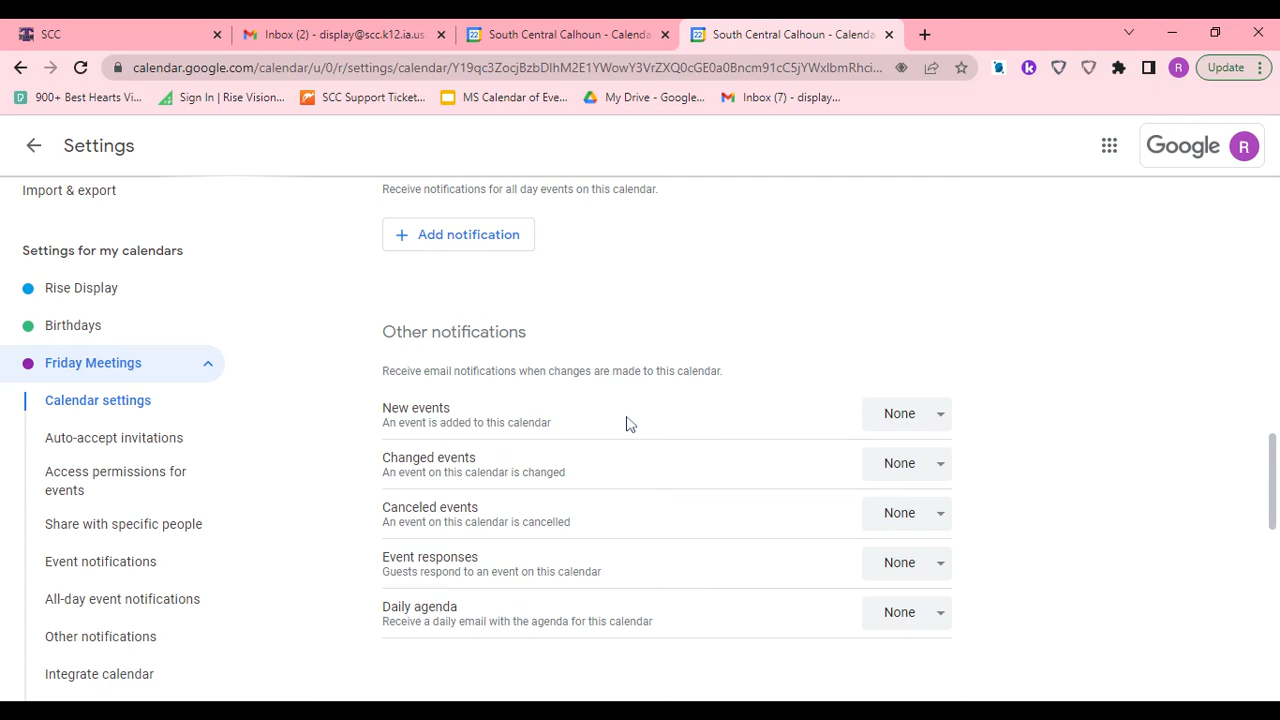 SCC
Inbox (2) - display@scc.k12.ia.us
South Central Calhoun - Calenda
South Central Calhoun - Calenda
calendar.google.com/calendar/u/0/r/settings/calendar/Y19qc3ZocjBzbDlhM2E1YWowY3VrZXQ0cGE0a0Bncm91cC5jYWxlbmRhci...
Update
900+ Best Hearts Vi...
Sign In | Rise Vision...
SCC Support Ticket...
MS Calendar of Eve...
My Drive - Google...
Inbox (7) - display...
Settings
Google R
Import & export
Settings for my calendars
Rise Display
Birthdays
Friday Meetings
Calendar settings
Auto-accept invitations
Access permissions for
events
Share with specific people
Event notifications
All-day event notifications
Other notifications
Integrate calendar
Receive notifications for all day events on this calendar.
+ Add notification
Other notifications
Receive email notifications when changes are made to this calendar.
New events
An event is added to this calendar
None
Changed events
An event on this calendar is changed
None
Canceled events
An event on this calendar is cancelled
None
Event responses
Guests respond to an event on this calendar
None
Daily agenda
Receive a daily email with the agenda for this calendar
None